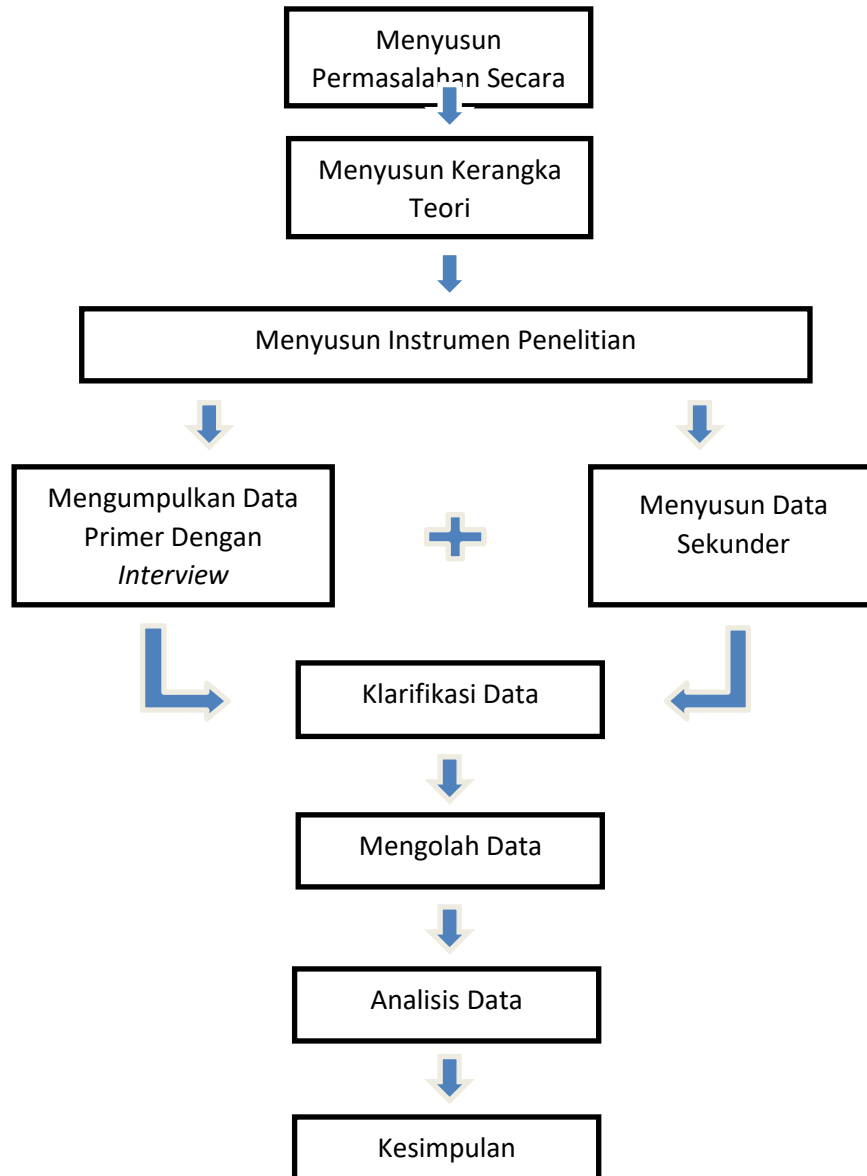 Menyusun
Permasalahan Secara
Menyusun Kerangka
Teori
Menyusun Instrumen Penelitian
Mengumpulkan Data
Primer Dengan
Interview
Menyusun Data
Sekunder
Klarifikasi Data
Mengolah Data
Analisis Data
Kesimpulan